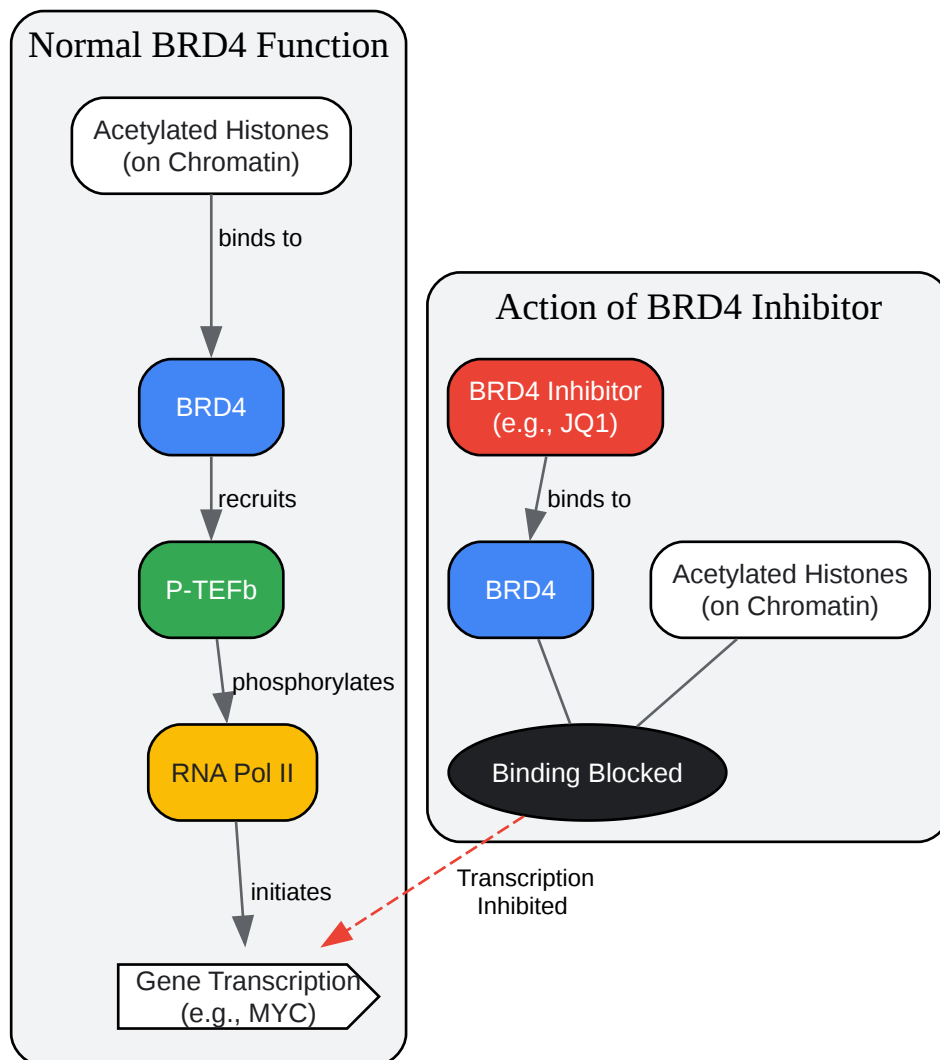 Normal BRD4 Function
Acetylated Histones
(on Chromatin)
binds to
BRD4
recruits
P-TEFb
phosphorylates
RNA Pol II
initiates
Gene Transcription
(e.g., MYC)
Action of BRD4 Inhibitor
BRD4 Inhibitor
(e.g., JQ1)
binds to
BRD4
Acetylated Histones
(on Chromatin)
Binding Blocked
Transcription
Inhibited